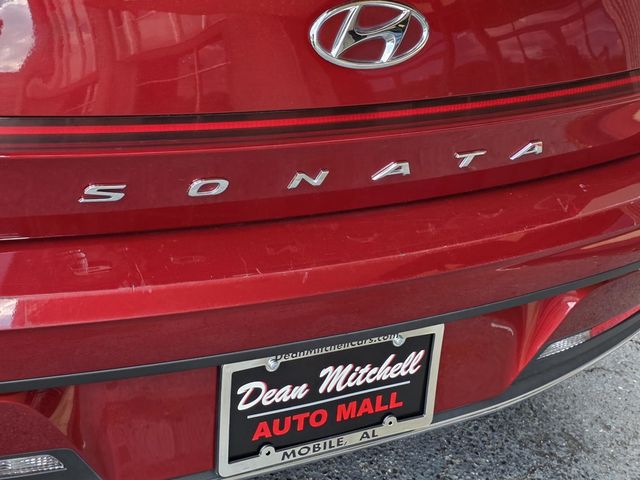 SONATA
DeanMitchellCars.com
Dean Mitchell
AUTO MALL
MOBILE, AL